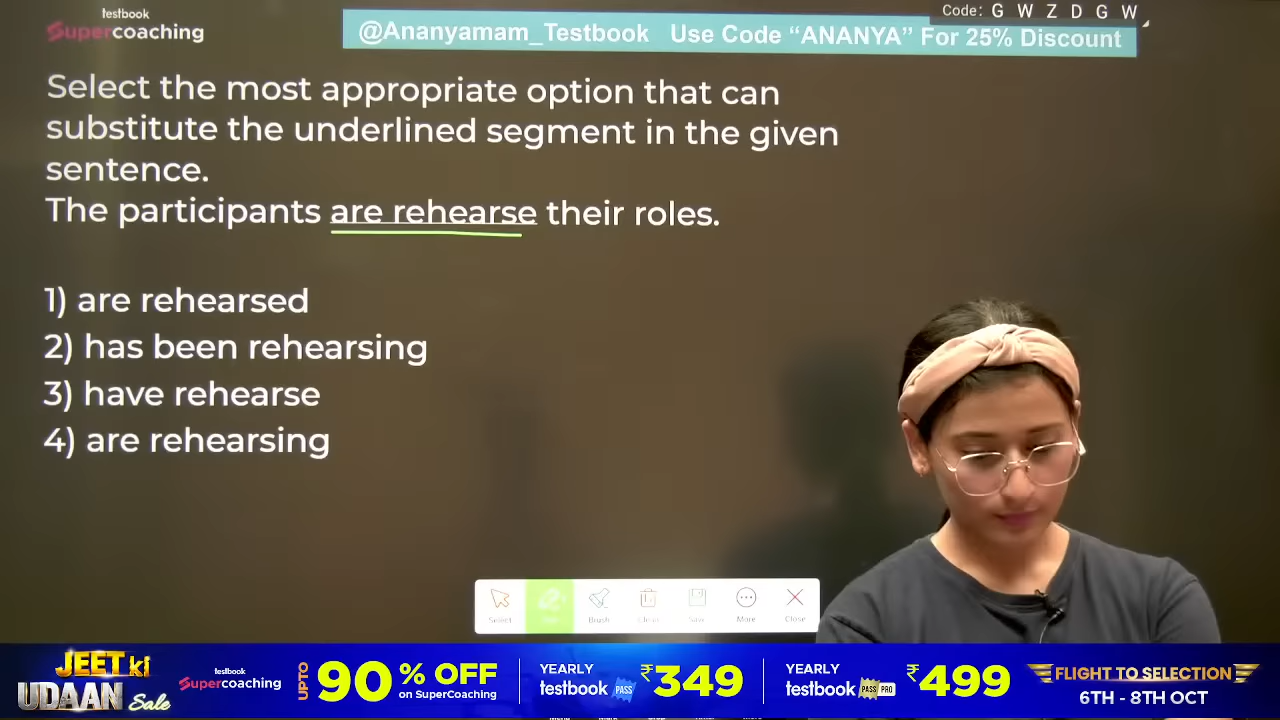 testbook
Supercoaching
@Ananyamam_Testbook Use Code “ANANYA” For 25% Discount
Code: G W Z D G W
Select the most appropriate option that can
substitute the underlined segment in the given
sentence.
The participants are rehearse their roles.
1) are rehearsed
2) has been rehearsing
3) have rehearse
4) are rehearsing
Select
Brush
Clear
Save
More
Close
JEET ki
UDAAN Sale
testbook
Supercoaching
UPTO 90% OFF
on SuperCoaching
YEARLY
testbook PASS
₹349
YEARLY
testbook PASS PRO
₹499
FLIGHT TO SELECTION
6TH - 8TH OCT